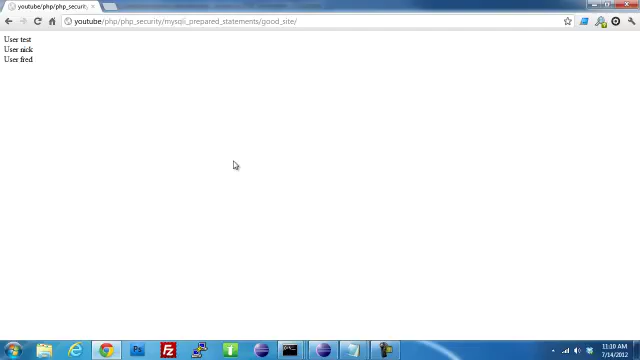 youtube/php/php_security/
youtube/php/php_security/mysqli_prepared_statements/good_site/
User test
User nick
User fred
11:10 AM
7/14/2012